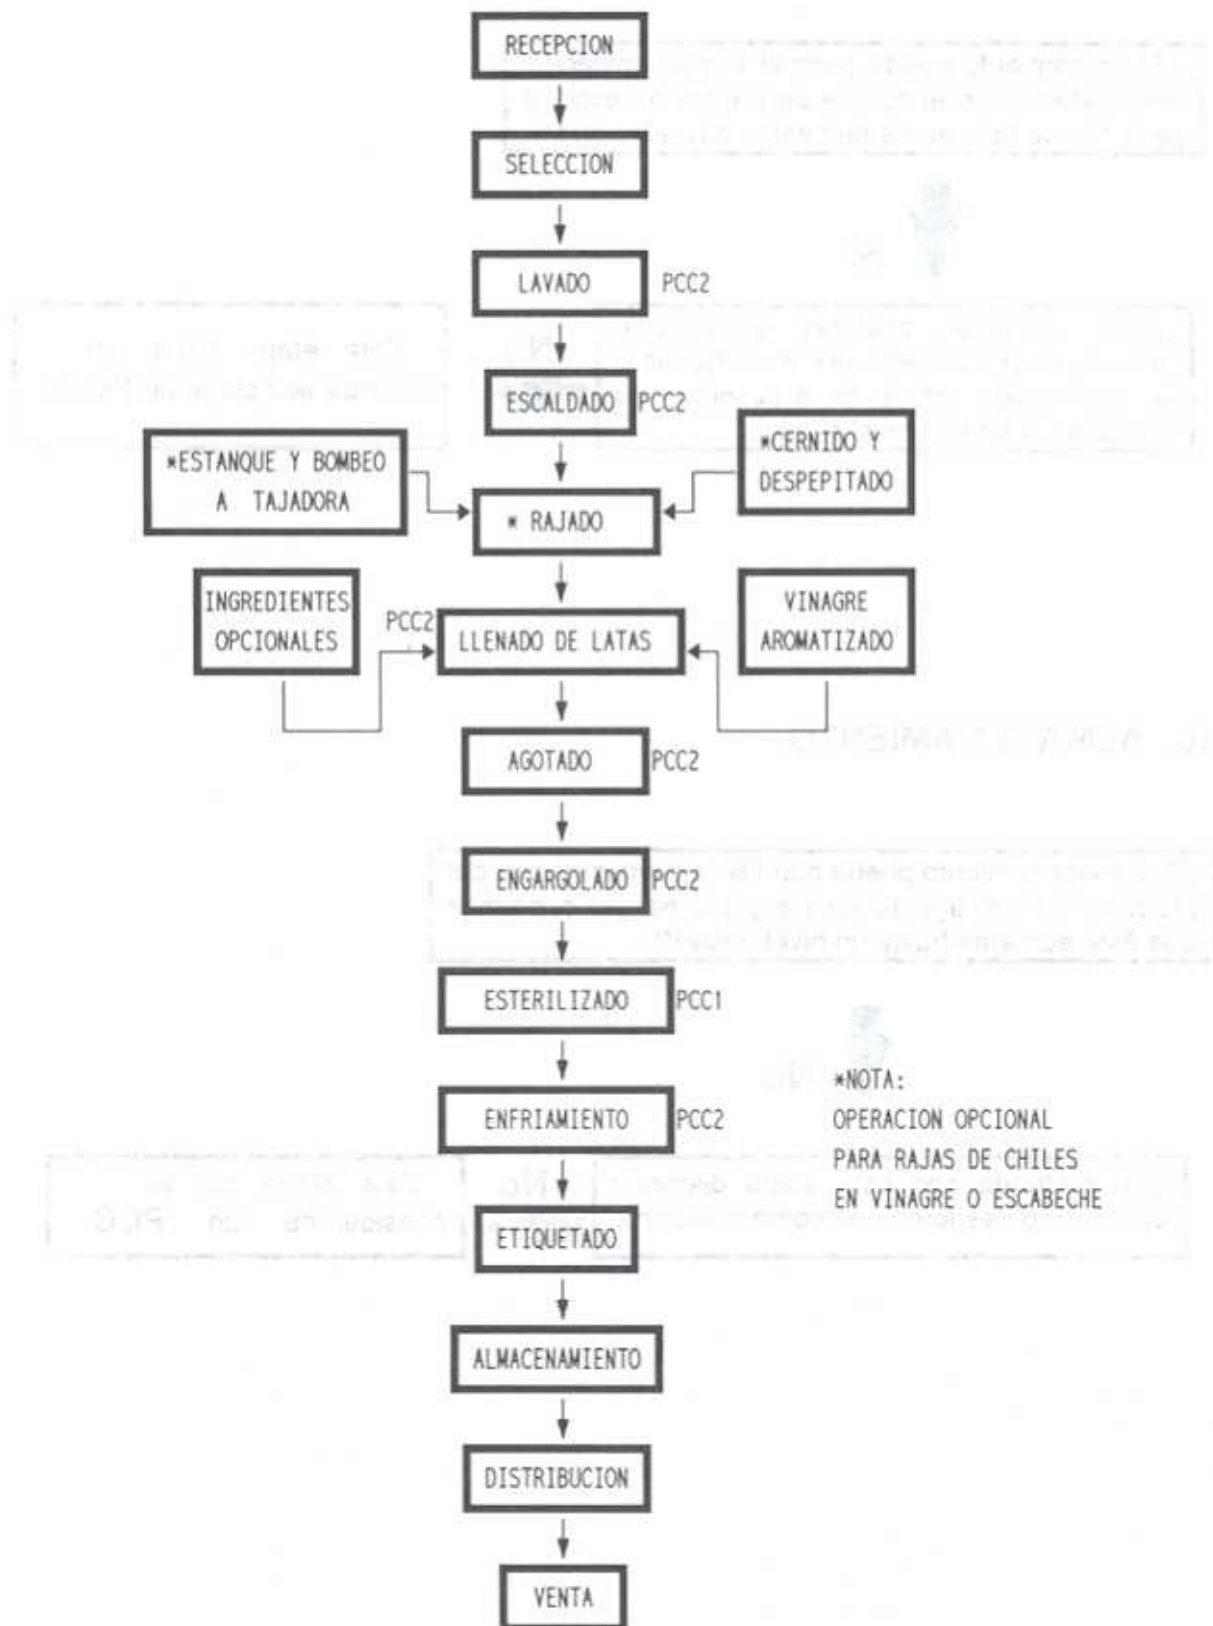 RECEPCION
SELECCION
LAVADO PCC2
ESCALDADO PCC2
*ESTANQUE Y BOMBEO
A TAJADORA
*CERNIDO Y
DESPEPITADO
* RAJADO
INGREDIENTES
OPCIONALES
PCC2
LLENADO DE LATAS
VINAGRE
AROMATIZADO
AGOTADO PCC2
ENGARGOLADO PCC2
ESTERILIZADO PCC1
ENFRIAMIENTO PCC2
*NOTA:
OPERACION OPCIONAL
PARA RAJAS DE CHILES
EN VINAGRE O ESCABECHE
ETIQUETADO
ALMACENAMIENTO
DISTRIBUCION
VENTA